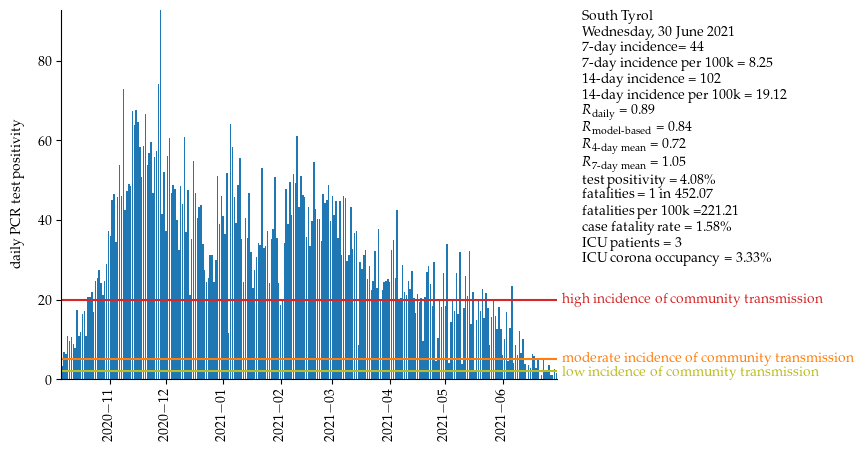 South Tyrol
Wednesday, 30 June 2021
7-day incidence= 44
7-day incidence per 100k = 8.25
14-day incidence = 102
14-day incidence per 100k = 19.12
R daily = 0.89
R model-based = 0.84
R 4-day mean = 0.72
R 7-day mean = 1.05
test positivity = 4.08%
fatalities = 1 in 452.07
fatalities per 100k =221.21
case fatality rate = 1.58%
ICU patients = 3
ICU corona occupancy = 3.33%
daily PCR test positivity
80
60
40
20
0
high incidence of community transmission
moderate incidence of community transmission
low incidence of community transmission
2020−11
2020−12
2021−01
2021−02
2021−03
2021−04
2021−05
2021−06